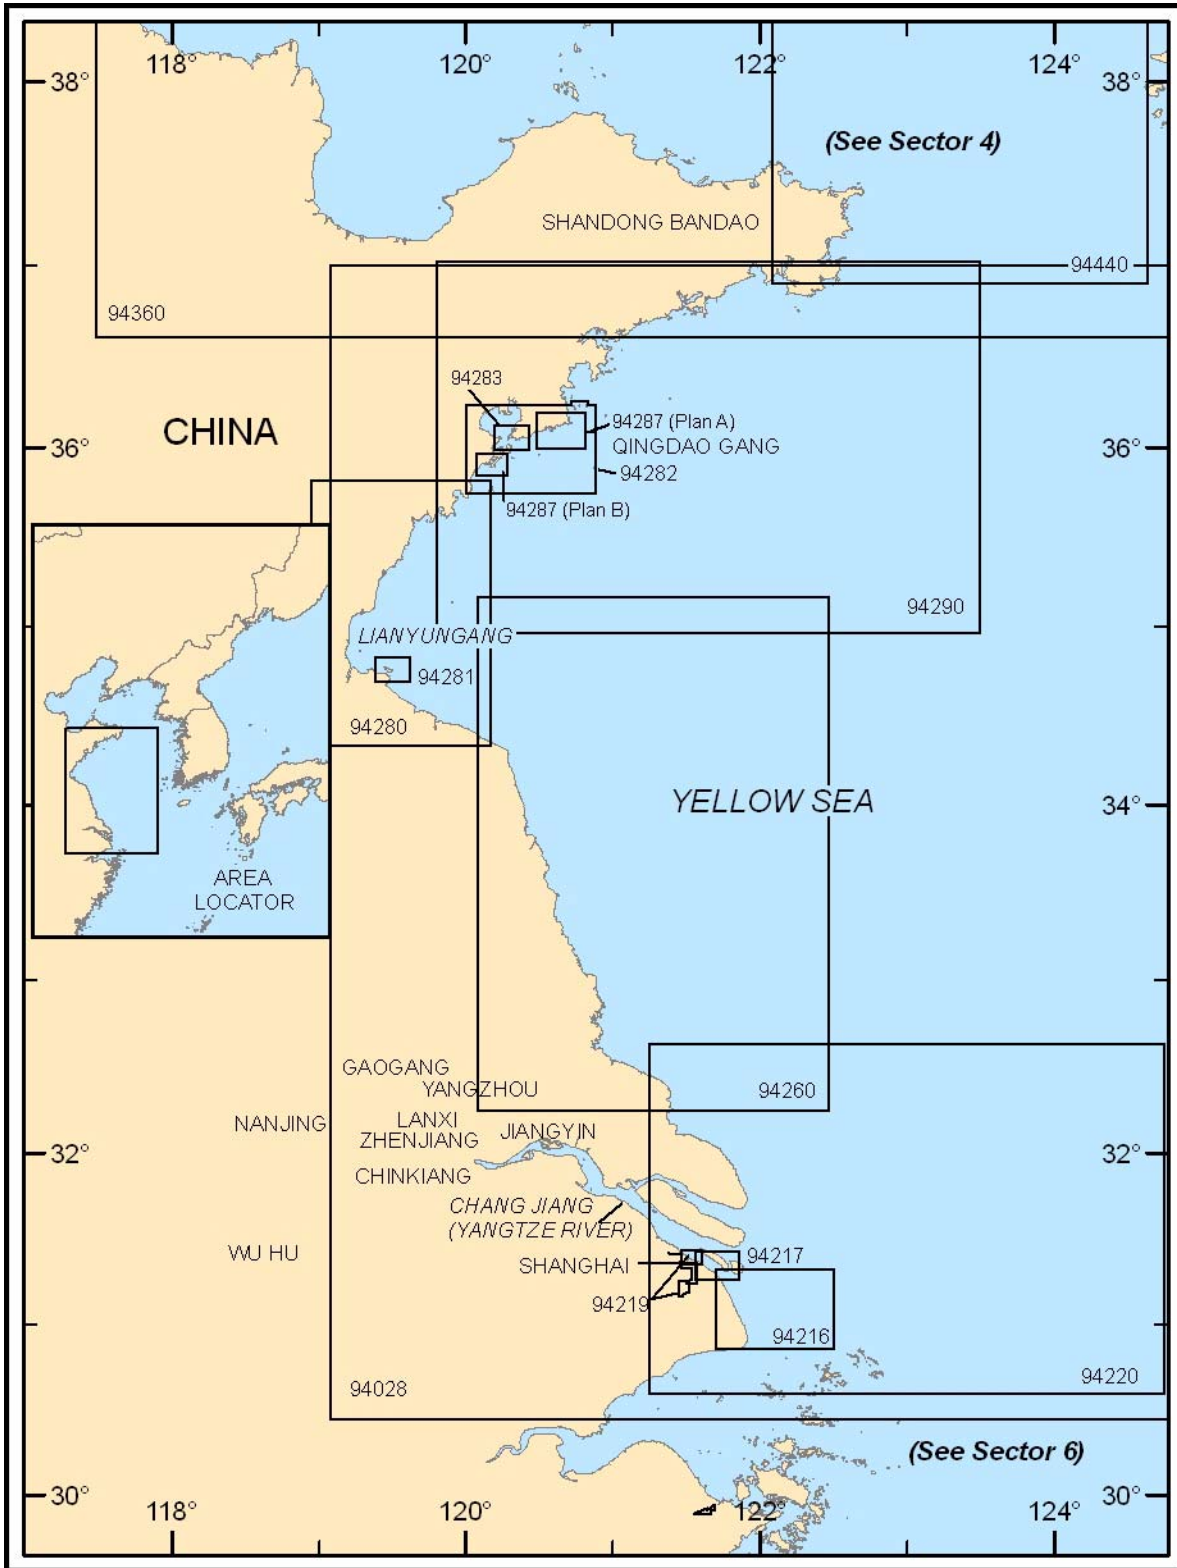 118°
120°
122°
124°
38°
38°
(See Sector 4)
SHANDONG BANDAO
94440
94360
94283
CHINA
94287 (Plan A)
36°
QINGDAO GANG
36°
94282
94287 (Plan B)
94290
LIANYUNGANG
94281
94280
YELLOW SEA
34°
AREA
LOCATOR
GAOGANG
YANGZHOU
94260
NANJING
LANXI
ZHENJIANG
JIANGYIN
32°
32°
CHINKIANG
CHANG JIANG
(YANGTZE RIVER)
WU HU
SHANGHAI
94217
94219
94216
94028
94220
(See Sector 6)
30°
30°
118°
120°
122°
124°